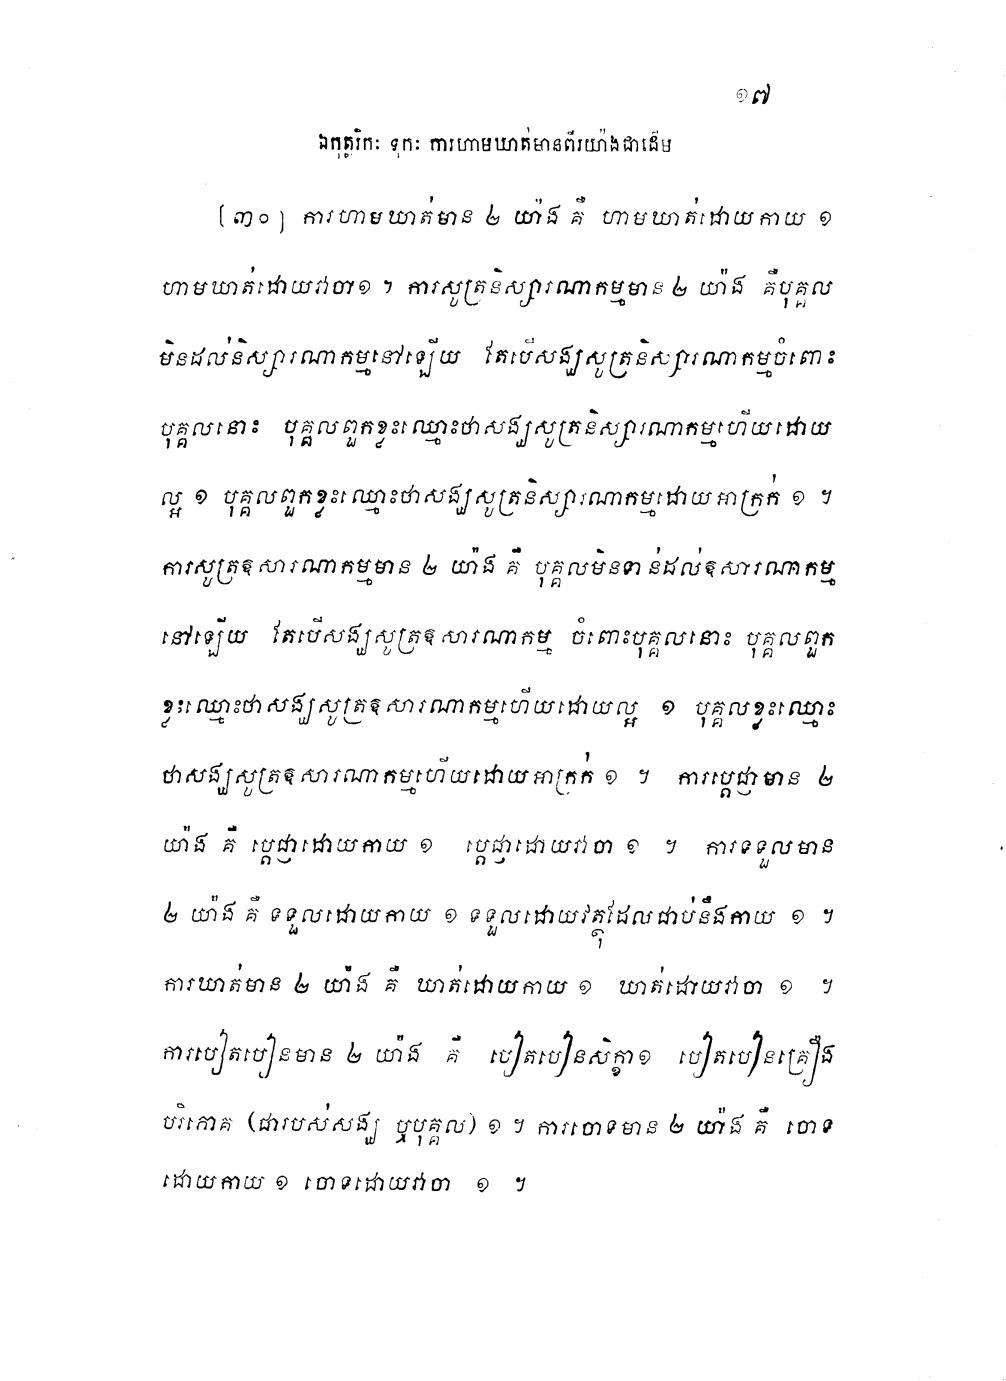 ១៧
ឯកុត្តរិកៈ ទុកៈ ការហាមឃាត់មានពីរយ៉ាងជាដើម
(៣០) ការហាមឃាត់មាន ២ យ៉ាង គឺ ហាមឃាត់ដោយកាយ ១
ហាមឃាត់ដោយវាចា ១ ។ ការសូត្រនិស្សារណាកម្មមាន ២ យ៉ាង គឺបុគ្គល
មិនដល់និស្សារណាកម្មនៅឡើយ តែបើសង្ឃសូត្រនិស្សារណាកម្មចំពោះ
បុគ្គលនោះ បុគ្គលពួកខ្លះឈ្មោះថាសង្ឃសូត្រនិស្សារណាកម្មហើយដោយ
ល្អ ១ បុគ្គលពួកខ្លះឈ្មោះថាសង្ឃសូត្រនិស្សារណាកម្មដោយអាក្រក់ ១ ។
ការសូត្រឱសារណាកម្មមាន ២ យ៉ាង គឺ បុគ្គលមិនទាន់ដល់ឱសារណាកម្ម
នៅឡើយ តែបើសង្ឃសូត្រឱសារណាកម្ម ចំពោះបុគ្គលនោះ បុគ្គលពួក
ខ្លះឈ្មោះថាសង្ឃសូត្រឱសារណាកម្មហើយដោយល្អ ១ បុគ្គលខ្លះឈ្មោះ
ថាសង្ឃសូត្រឱសារណាកម្មហើយដោយអាក្រក់ ១ ។ ការប្តេជ្ញាមាន ២
យ៉ាង គឺ ប្តេជ្ញាដោយកាយ ១ ប្តេជ្ញាដោយវាចា ១ ។ ការទទួលមាន
២ យ៉ាង គឺ ទទួលដោយកាយ ១ ទទួលដោយវត្ថុដែលជាប់នឹងកាយ ១ ។
ការឃាត់មាន ២ យ៉ាង គឺ ឃាត់ដោយកាយ ១ ឃាត់ដោយវាចា ១ ។
ការបៀតបៀនមាន ២ យ៉ាង គឺ បៀតបៀនសិក្ខា ១ បៀតបៀនគ្រឿង
បរិភោគ (ជារបស់សង្ឃ ឬបុគ្គល) ១ ។ ការចោទមាន ២ យ៉ាង គឺ ចោទ
ដោយកាយ ១ ចោទដោយវាចា ១ ។